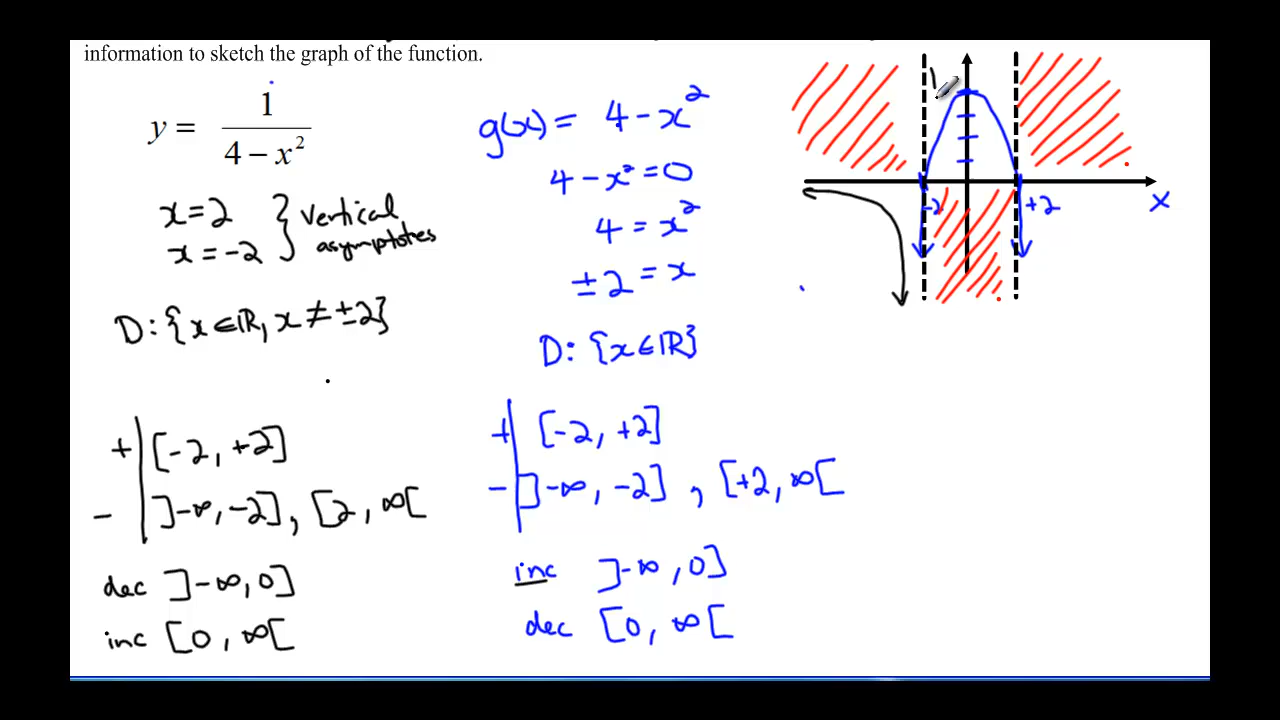 information to sketch the graph of the function.
y = 1 / (4 − x²)
x = 2
x = -2
} vertical
asymptotes
D: {x ∈ ℝ, x ≠ ±2}
+ | [-2, +2]
− | ]-∞, -2], [2, ∞[
dec ]-∞, 0]
inc [0, ∞[
g(x) = 4 - x²
4 - x² = 0
4 = x²
±2 = x
D: {x ∈ ℝ}
+ | [-2, +2]
− | ]-∞, -2], [+2, ∞[
inc ]-∞, 0]
dec [0, ∞[
-2 +2 x